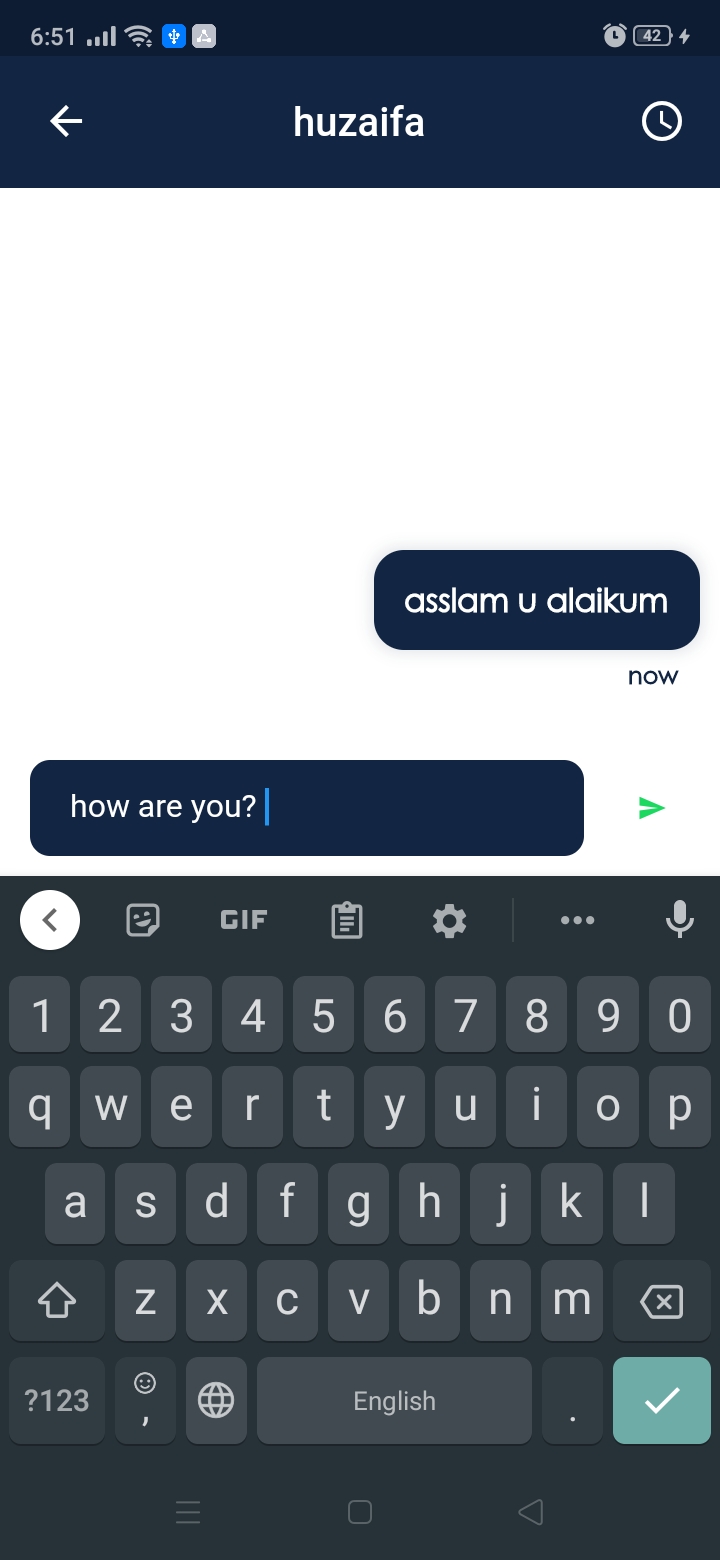 6:51
42
huzaifa
asslam u alaikum
now
how are you?
GIF
1 2 3 4 5 6 7 8 9 0
q w e r t y u i o p
a s d f g h j k l
z x c v b n m
?123 , English .